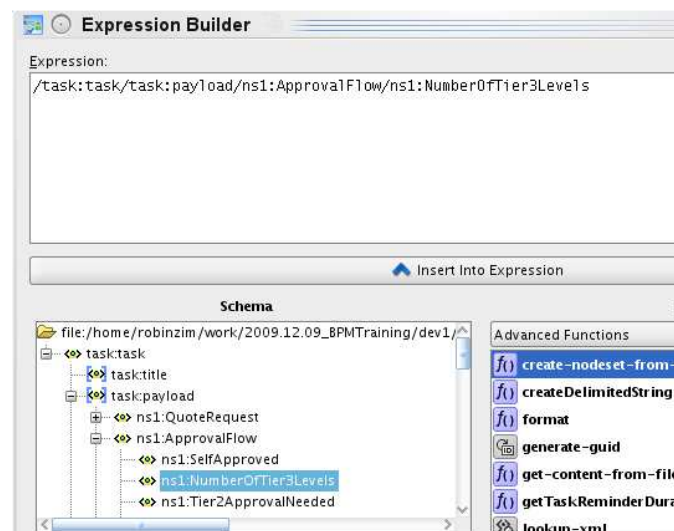 Expression Builder
Expression:
/task:task/task:payload/ns1:ApprovalFlow/ns1:NumberOfTier3Levels
Insert Into Expression
Schema
file:/home/robinzim/work/2009.12.09_BPMTraining/dev1/
Advanced Functions
task:task
create-nodeset-from-
task:title
createDelimitedString
task:payload
format
ns1:QuoteRequest
generate-guid
ns1:ApprovalFlow
get-content-from-file
ns1:SelfApproved
getTaskReminderDura
ns1:NumberOfTier3Levels
lookup-xml
ns1:Tier2ApprovalNeeded